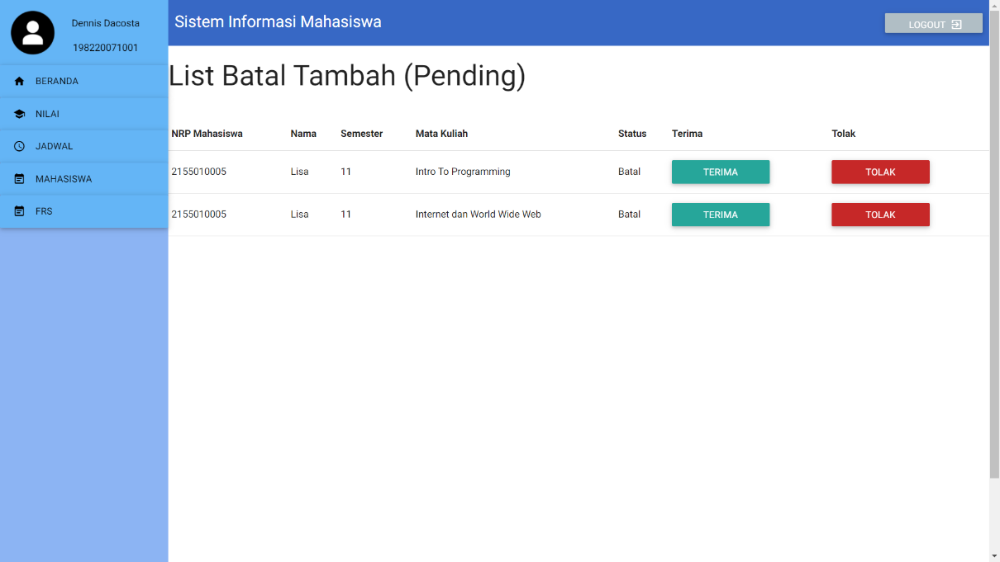 Dennis Dacosta
198220071001
BERANDA
NILAI
JADWAL
MAHASISWA
FRS
Sistem Informasi Mahasiswa
LOGOUT
List Batal Tambah (Pending)
NRP Mahasiswa Nama Semester Mata Kuliah Status Terima Tolak
2155010005 Lisa 11 Intro To Programming Batal TERIMA TOLAK
2155010005 Lisa 11 Internet dan World Wide Web Batal TERIMA TOLAK